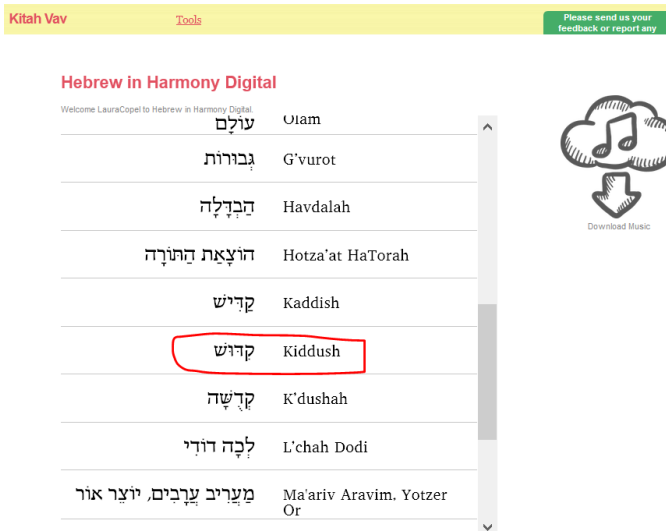 Kitah Vav
Tools
Please send us your
feedback or report any
Hebrew in Harmony Digital
Welcome LauraCopel to Hebrew in Harmony Digital.
עוֹלָם Olam
גְּבוּרוֹת G'vurot
הַבְדָּלָה Havdalah
הוֹצָאַת הַתּוֹרָה Hotza'at HaTorah
קַדִּישׁ Kaddish
קִדּוּשׁ Kiddush
קְדֻשָּׁה K'dushah
לְכָה דוֹדִי L'chah Dodi
מַעֲרִיב עֲרָבִים, יוֹצֵר אוֹר Ma'ariv Aravim, Yotzer
Or
Download Music